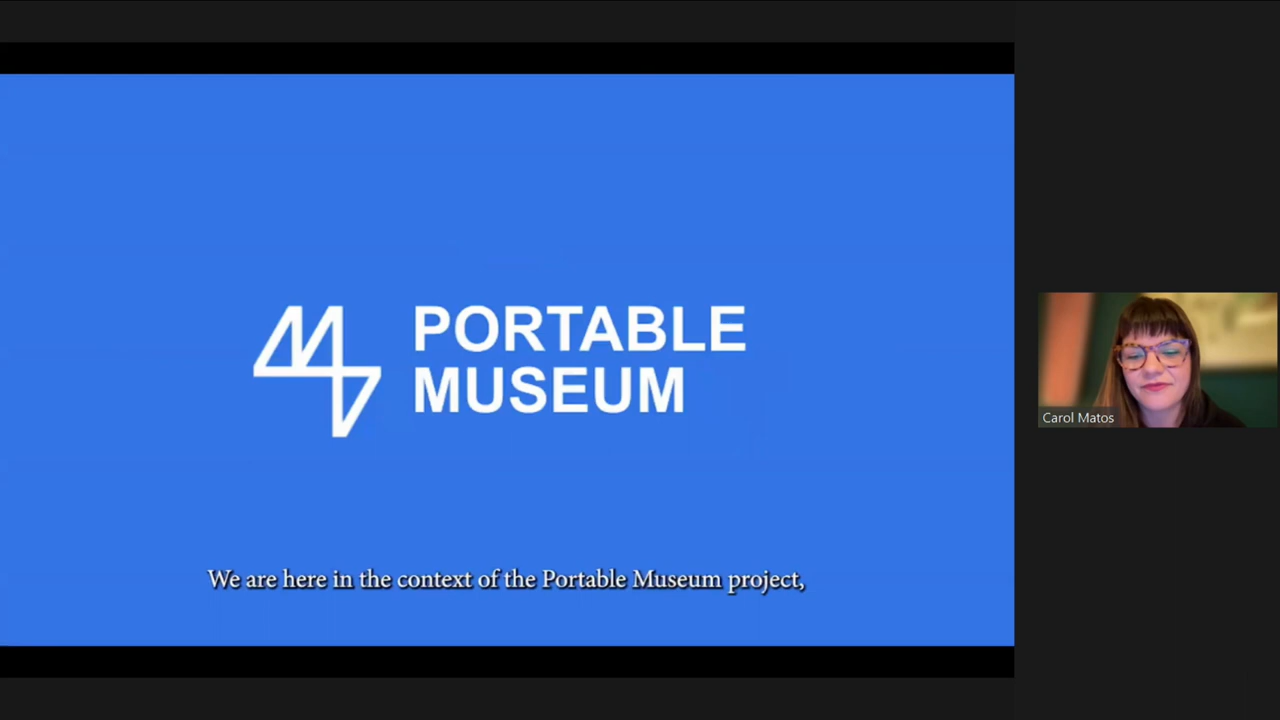 PORTABLE
MUSEUM
We are here in the context of the Portable Museum project,
Carol Matos